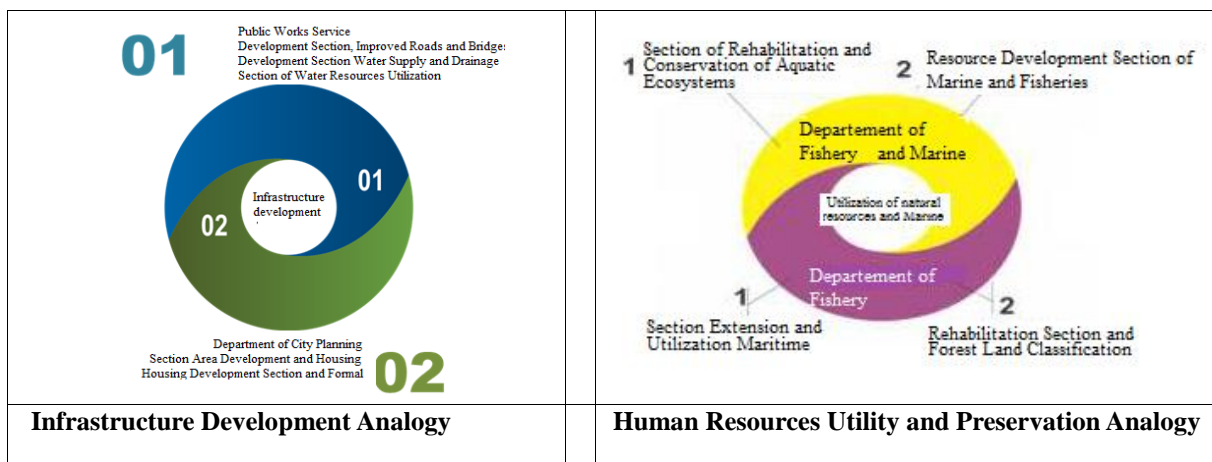 01
Public Works Service
Development Section, Improved Roads and Bridges
Development Section Water Supply and Drainage
Section of Water Resources Utilization
01
Infrastructure
development
02
Department of City Planning
Section Area Development and Housing
Housing Development Section and Formal
02
Infrastructure Development Analogy
1
Section of Rehabilitation and
Conservation of Aquatic
Ecosystems
2
Resource Development Section of
Marine and Fisheries
Departement of
Fishery and Marine
Utilization of natural
resources and Marine
Departement of
Fishery
1
Section Extension and
Utilization Maritime
2
Rehabilitation Section and
Forest Land Classification
Human Resources Utility and Preservation Analogy